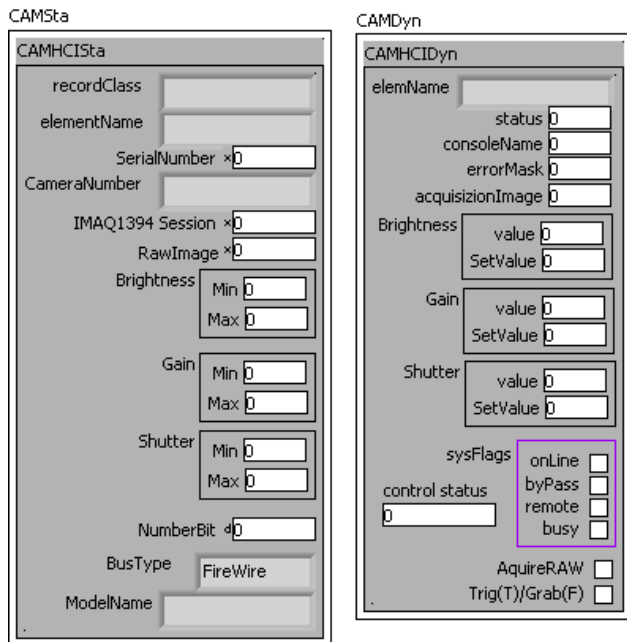 CAMSta
CAMHCISta
recordClass
elementName
SerialNumber ×0
CameraNumber
IMAQ1394 Session ×0
RawImage ×0
Brightness
Min 0
Max 0
Gain
Min 0
Max 0
Shutter
Min 0
Max 0
NumberBit d0
BusType FireWire
ModelName
CAMDyn
CAMHCIDyn
elemName
status 0
consoleName 0
errorMask 0
acquisizionImage 0
Brightness
value 0
SetValue 0
Gain
value 0
SetValue 0
Shutter
value 0
SetValue 0
sysFlags
onLine
byPass
remote
busy
control status
0
AquireRAW
Trig(T)/Grab(F)